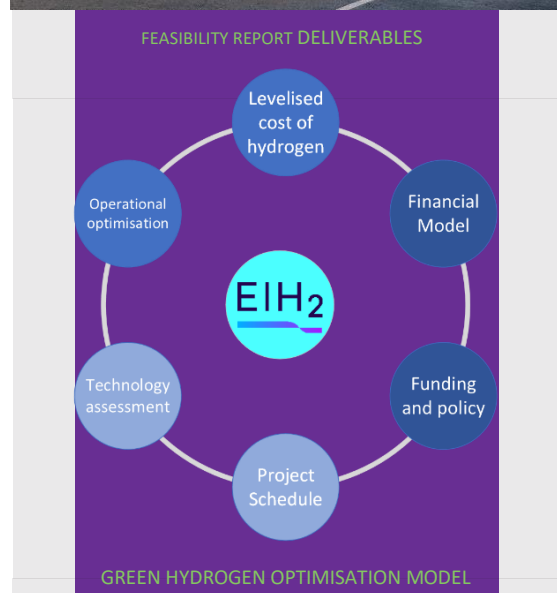 FEASIBILITY REPORT DELIVERABLES
Levelised
cost of
hydrogen
Operational
optimisation
Financial
Model
EIH₂
Technology
assessment
Funding
and policy
Project
Schedule
GREEN HYDROGEN OPTIMISATION MODEL